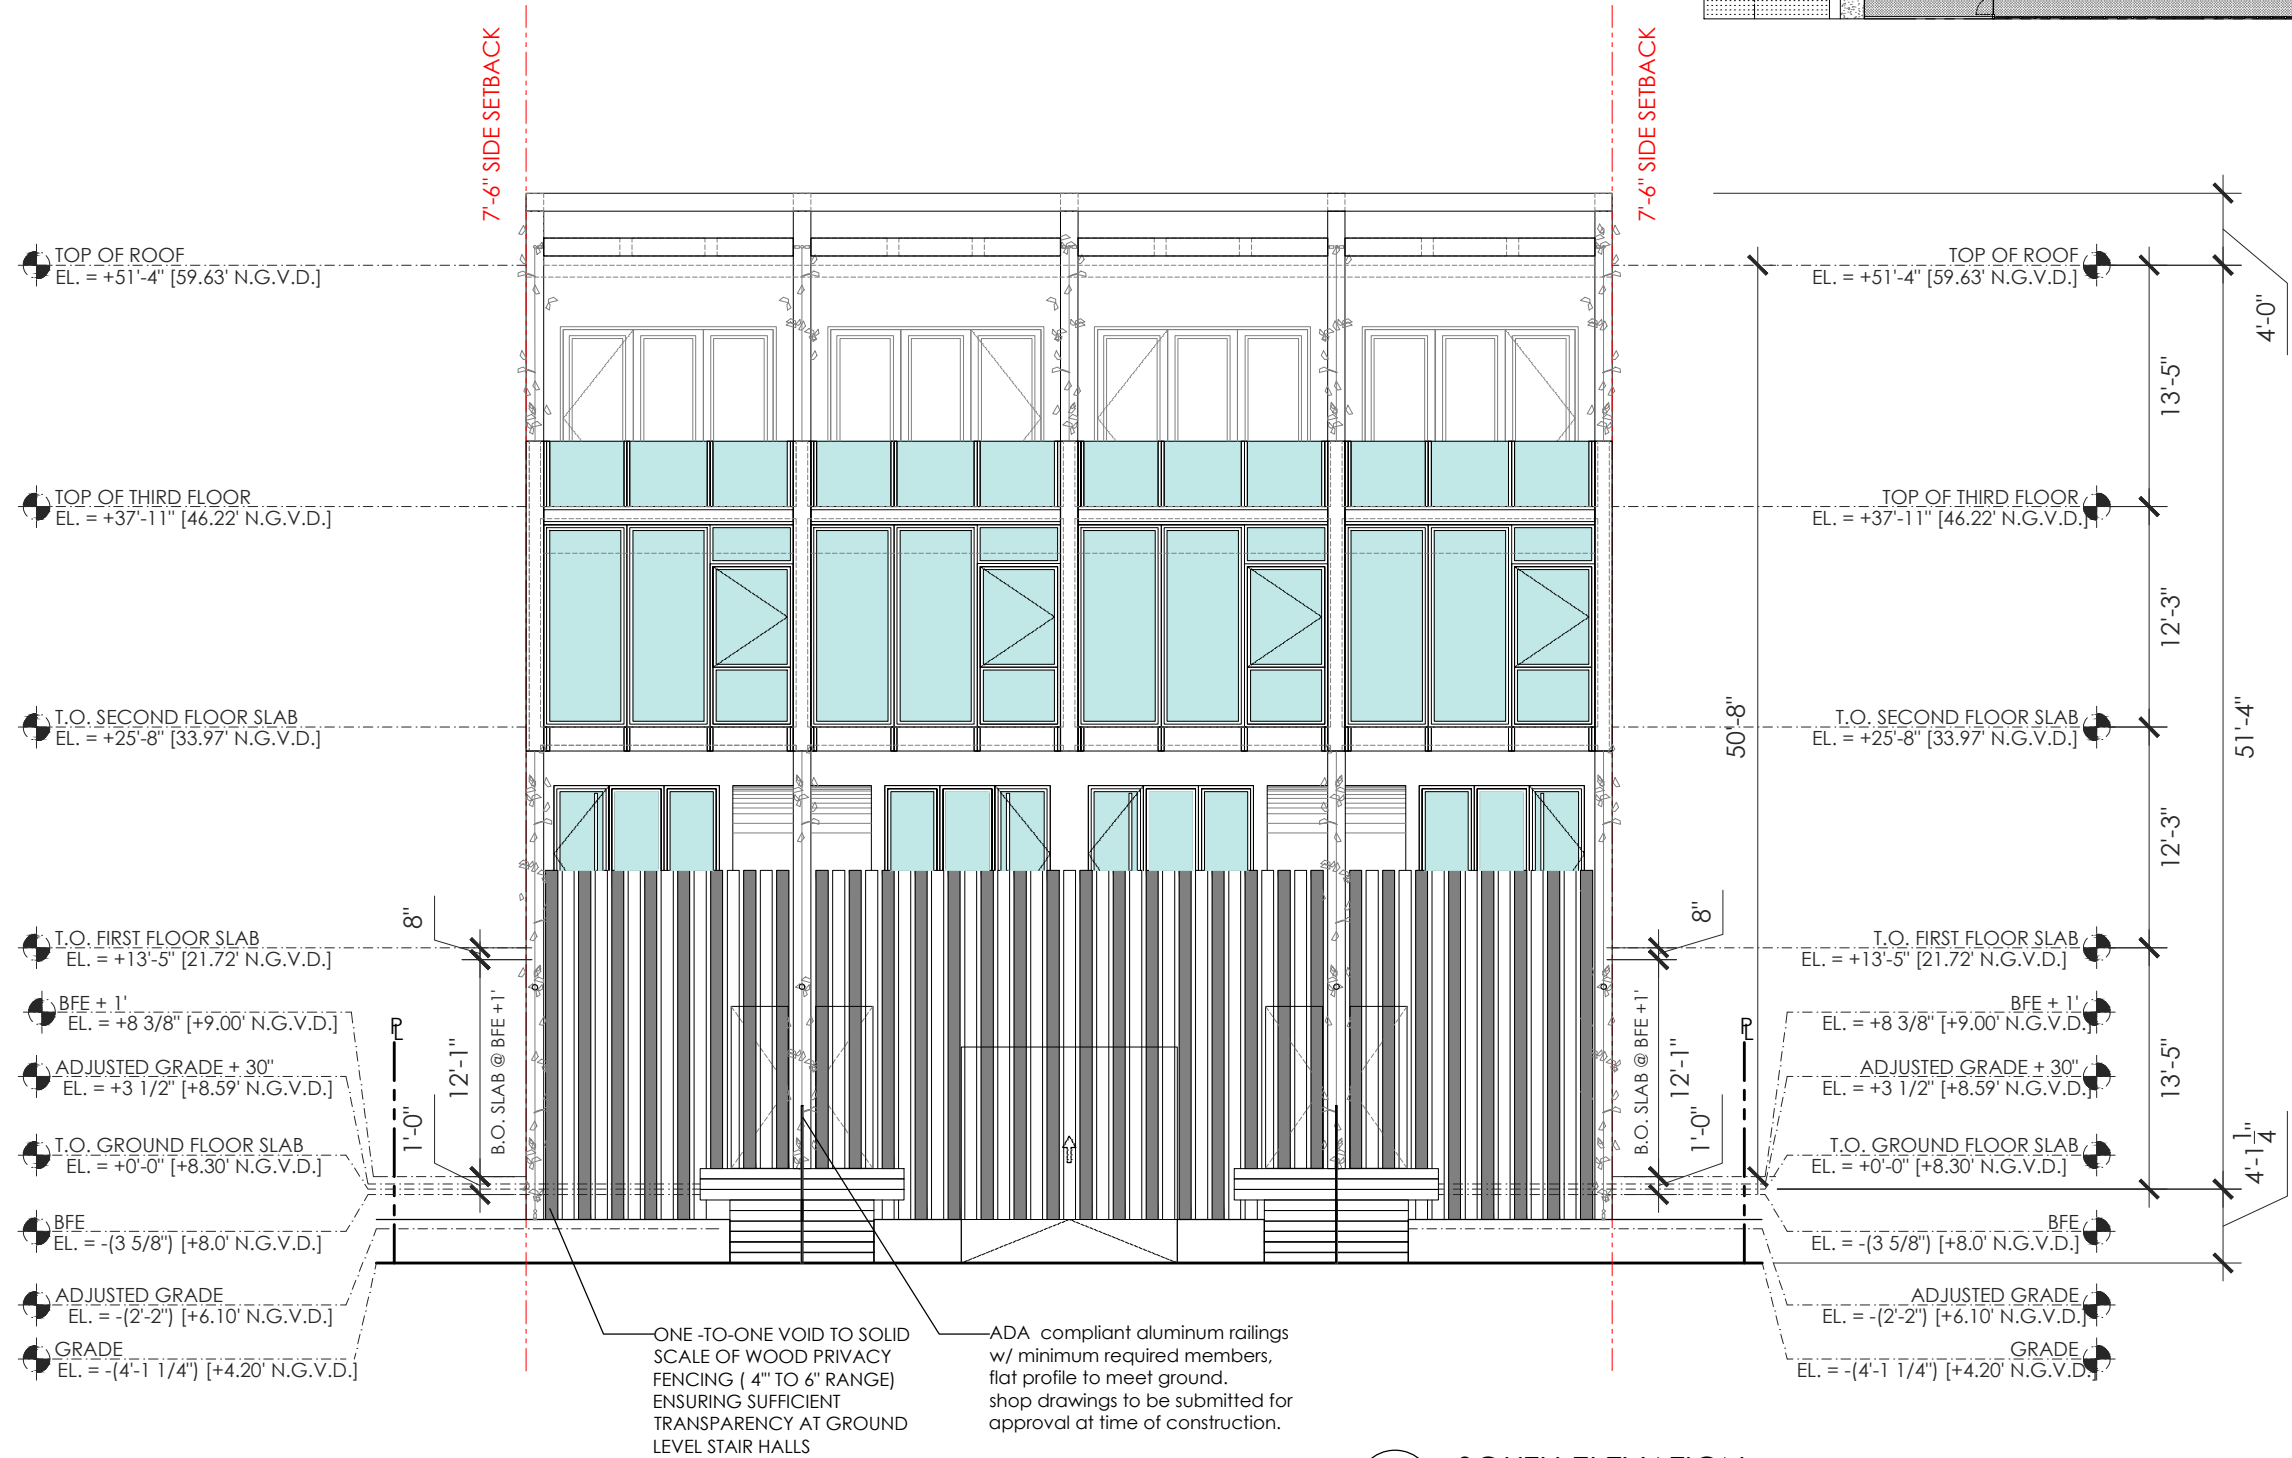 7'-6" SIDE SETBACK
7'-6" SIDE SETBACK
TOP OF ROOF
EL. = +51'-4" [59.63' N.G.V.D.]
TOP OF THIRD FLOOR
EL. = +37'-11" [46.22' N.G.V.D.]
T.O. SECOND FLOOR SLAB
EL. = +25'-8" [33.97' N.G.V.D.]
T.O. FIRST FLOOR SLAB
EL. = +13'-5" [21.72' N.G.V.D.]
BFE + 1'
EL. = +8 3/8" [+9.00' N.G.V.D.]
ADJUSTED GRADE + 30"
EL. = +3 1/2" [+8.59' N.G.V.D.]
T.O. GROUND FLOOR SLAB
EL. = +0'-0" [+8.30' N.G.V.D.]
BFE
EL. = -(3 5/8") [+8.0' N.G.V.D.]
ADJUSTED GRADE
EL. = -(2'-2") [+6.10' N.G.V.D.]
GRADE
EL. = -(4'-1 1/4") [+4.20' N.G.V.D.]
8"
12'-1"
B.O. SLAB @ BFE +1'
1'-0"
PL
ONE -TO-ONE VOID TO SOLID
SCALE OF WOOD PRIVACY
FENCING ( 4"' TO 6" RANGE)
ENSURING SUFFICIENT
TRANSPARENCY AT GROUND
LEVEL STAIR HALLS
ADA compliant aluminum railings
w/ minimum required members,
flat profile to meet ground.
shop drawings to be submitted for
approval at time of construction.
8"
B.O. SLAB @ BFE +1'
12'-1"
1'-0"
PL
50'-8"
TOP OF ROOF
EL. = +51'-4" [59.63' N.G.V.D.]
TOP OF THIRD FLOOR
EL. = +37'-11" [46.22' N.G.V.D.]
T.O. SECOND FLOOR SLAB
EL. = +25'-8" [33.97' N.G.V.D.]
T.O. FIRST FLOOR SLAB
EL. = +13'-5" [21.72' N.G.V.D.]
BFE + 1'
EL. = +8 3/8" [+9.00' N.G.V.D.]
ADJUSTED GRADE + 30"
EL. = +3 1/2" [+8.59' N.G.V.D.]
T.O. GROUND FLOOR SLAB
EL. = +0'-0" [+8.30' N.G.V.D.]
BFE
EL. = -(3 5/8") [+8.0' N.G.V.D.]
ADJUSTED GRADE
EL. = -(2'-2") [+6.10' N.G.V.D.]
GRADE
EL. = -(4'-1 1/4") [+4.20' N.G.V.D.]
13'-5"
12'-3"
12'-3"
13'-5"
4'-0"
51'-4"
4'-1 1/4"
SOUTH ELEVATION